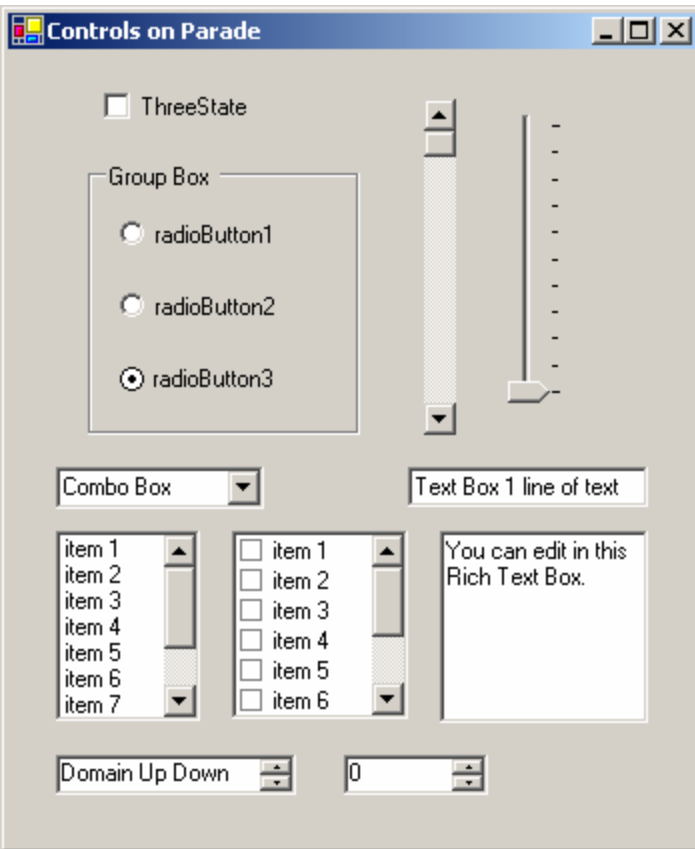 Controls on Parade
ThreeState
Group Box
radioButton1
radioButton2
radioButton3
Combo Box
Text Box 1 line of text
item 1
item 2
item 3
item 4
item 5
item 6
item 7
item 1
item 2
item 3
item 4
item 5
item 6
You can edit in this
Rich Text Box.
Domain Up Down
0